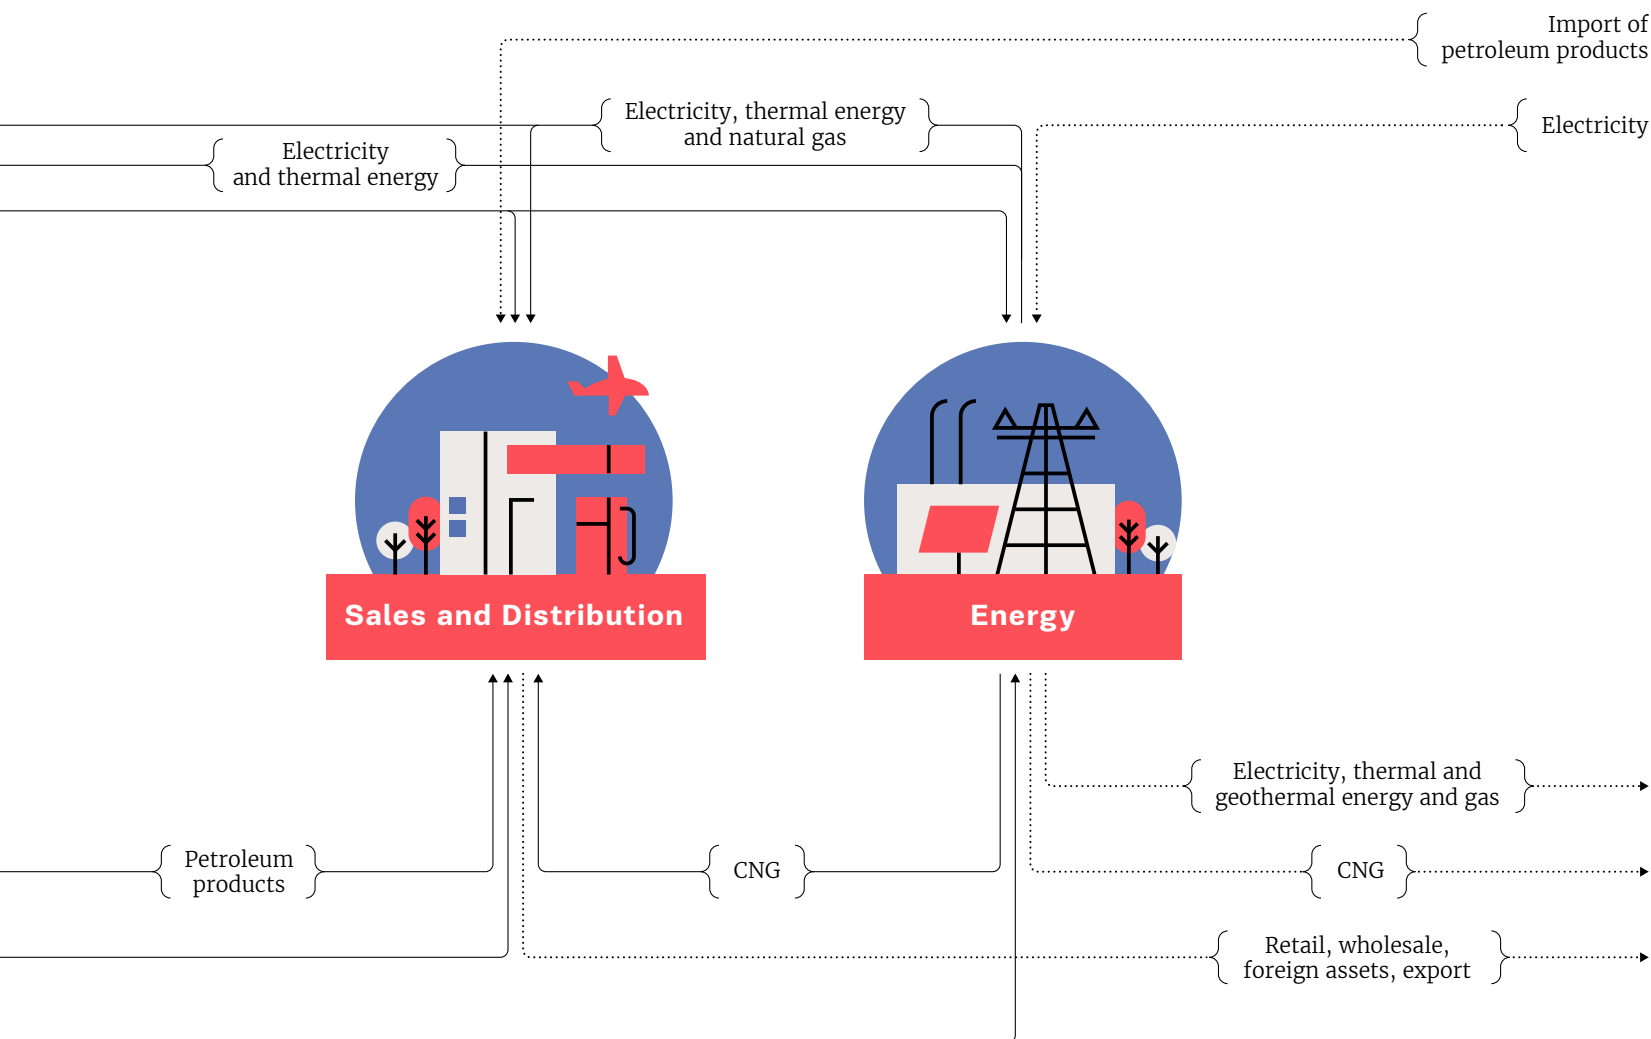 Import of
petroleum products
Electricity, thermal energy
and natural gas
Electricity
Electricity
and thermal energy
Sales and Distribution
Energy
Electricity, thermal and
geothermal energy and gas
Petroleum
products
CNG
CNG
Retail, wholesale,
foreign assets, export